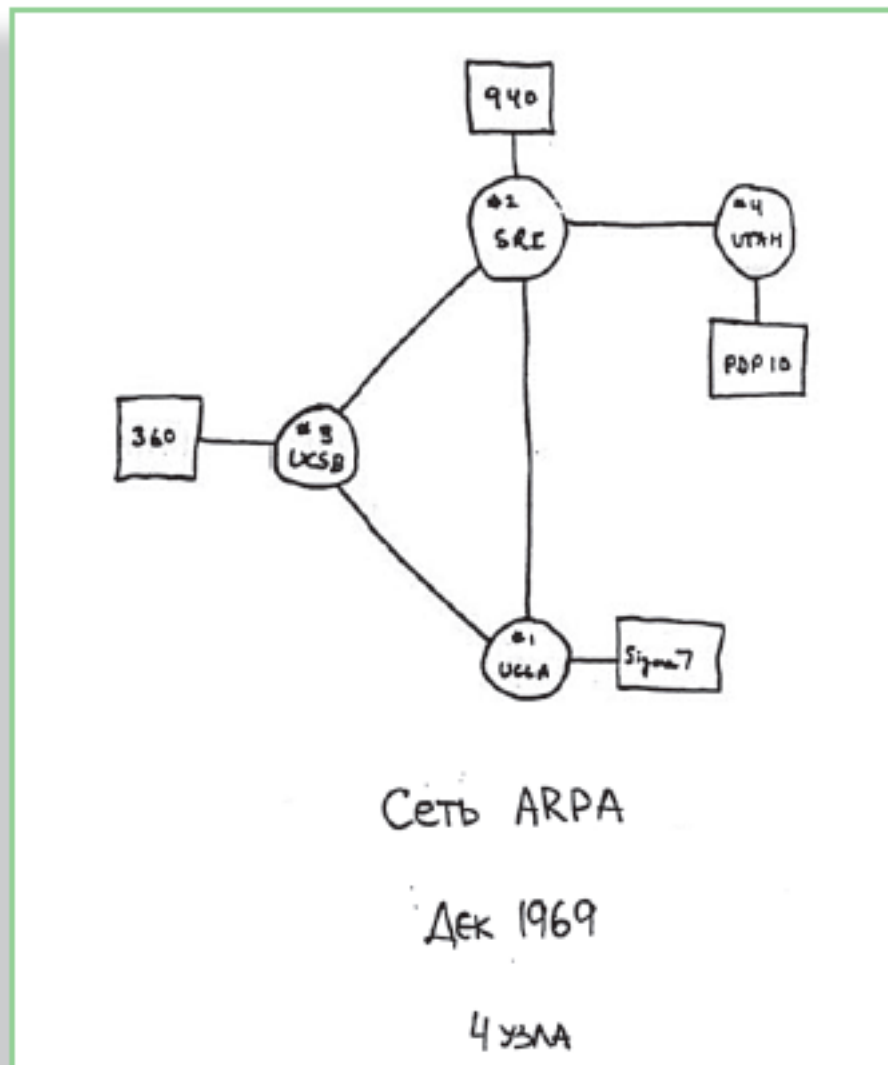 940
#2
SRI
#4
UTAH
PDP 10
360
#3
UCSB
#1
UCLA
Sigma 7
Сеть ARPA
Дек 1969
4 узла